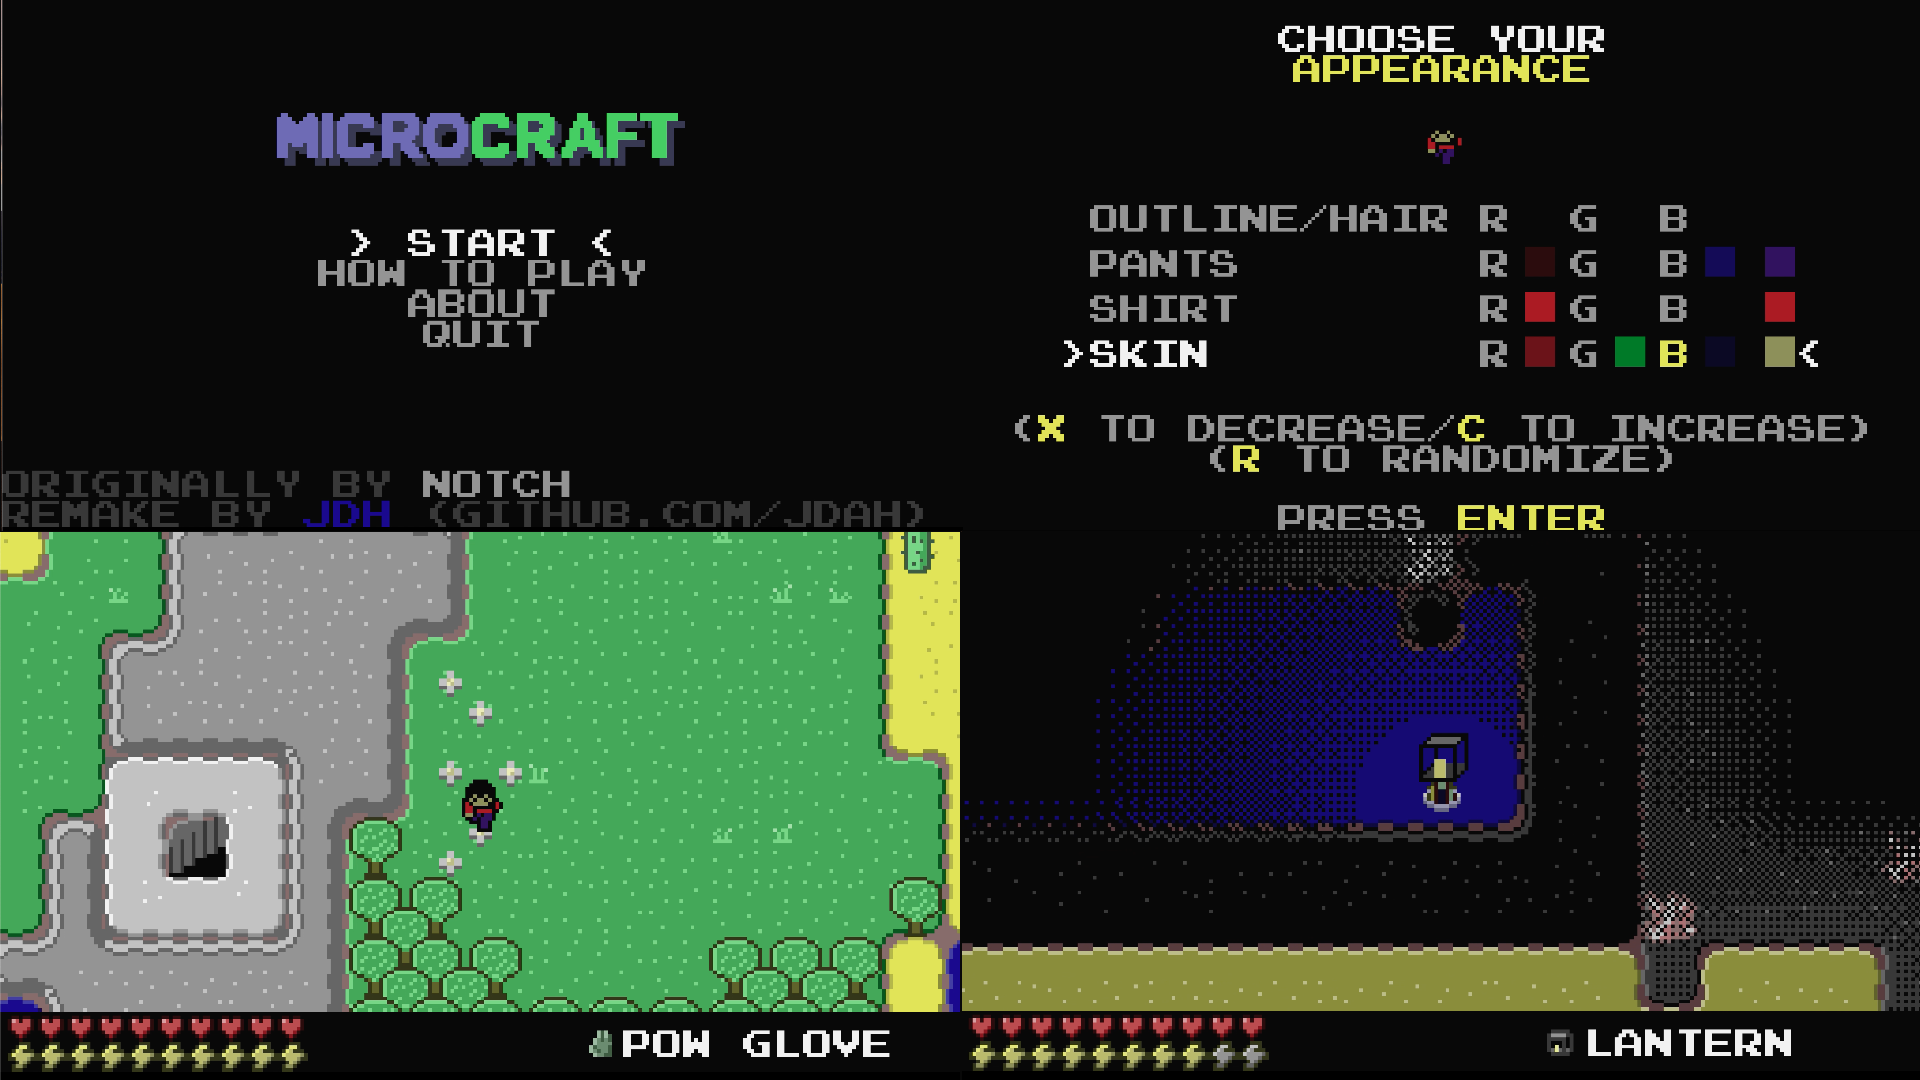 MICROCRAFT
> START <
HOW TO PLAY
ABOUT
QUIT
ORIGINALLY BY NOTCH
REMAKE BY JDH (GITHUB.COM/JDAH)
CHOOSE YOUR
APPEARANCE
OUTLINE/HAIR R G B
PANTS R G B
SHIRT R G B
>SKIN R G B <
(X TO DECREASE/C TO INCREASE)
(R TO RANDOMIZE)
PRESS ENTER
POW GLOVE
LANTERN